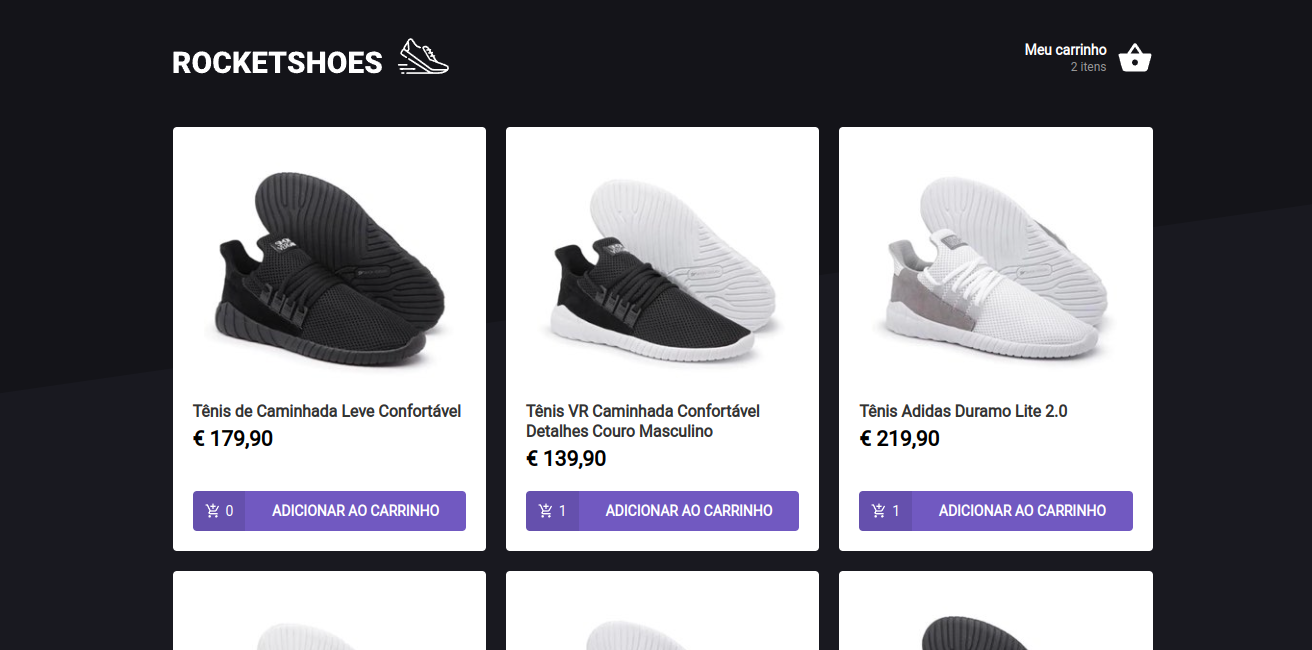 ROCKETSHOES
Meu carrinho
2 itens
Tênis de Caminhada Leve Confortável
€ 179,90
0 ADICIONAR AO CARRINHO
Tênis VR Caminhada Confortável
Detalhes Couro Masculino
€ 139,90
1 ADICIONAR AO CARRINHO
Tênis Adidas Duramo Lite 2.0
€ 219,90
1 ADICIONAR AO CARRINHO